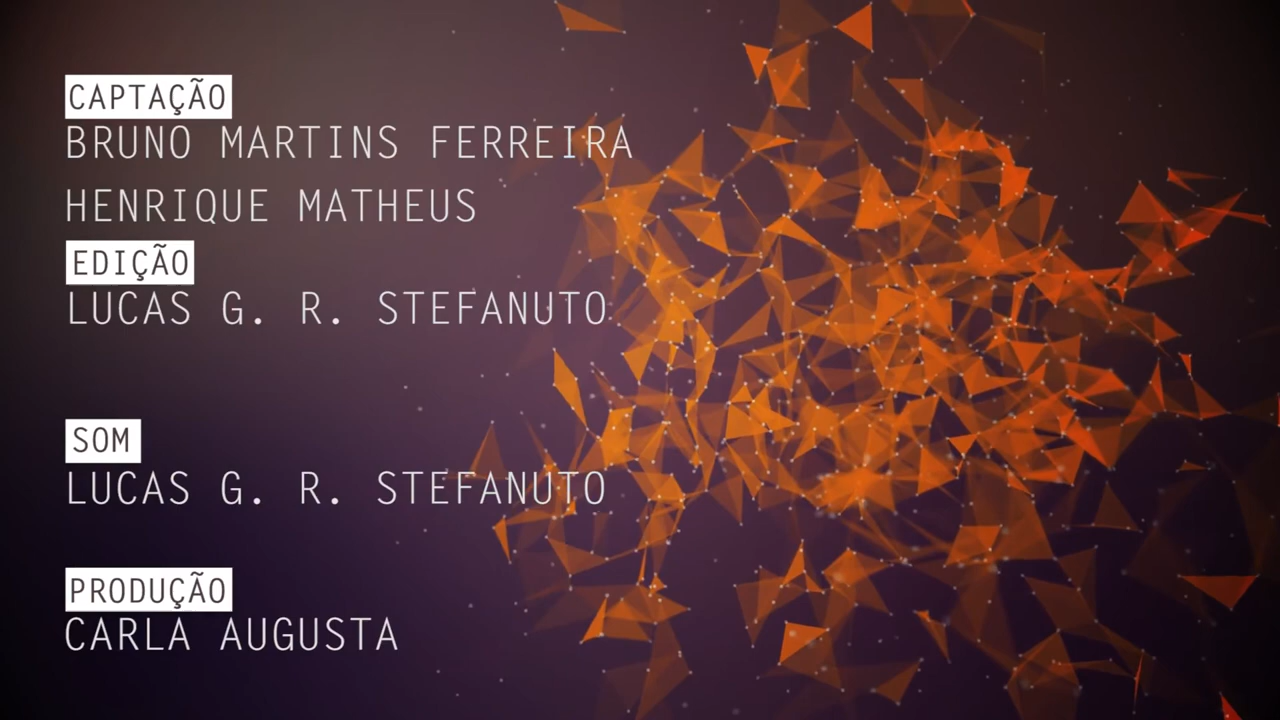 CAPTAÇÃO
BRUNO MARTINS FERREIRA
HENRIQUE MATHEUS
EDIÇÃO
LUCAS G. R. STEFANUTO
SOM
LUCAS G. R. STEFANUTO
PRODUÇÃO
CARLA AUGUSTA